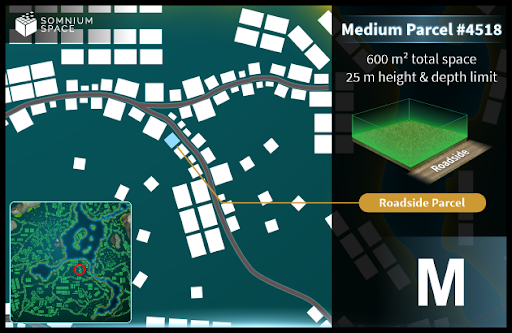 SOMNIUM
SPACE
Medium Parcel #4518
600 m² total space
25 m height & depth limit
Roadside
Roadside Parcel
M